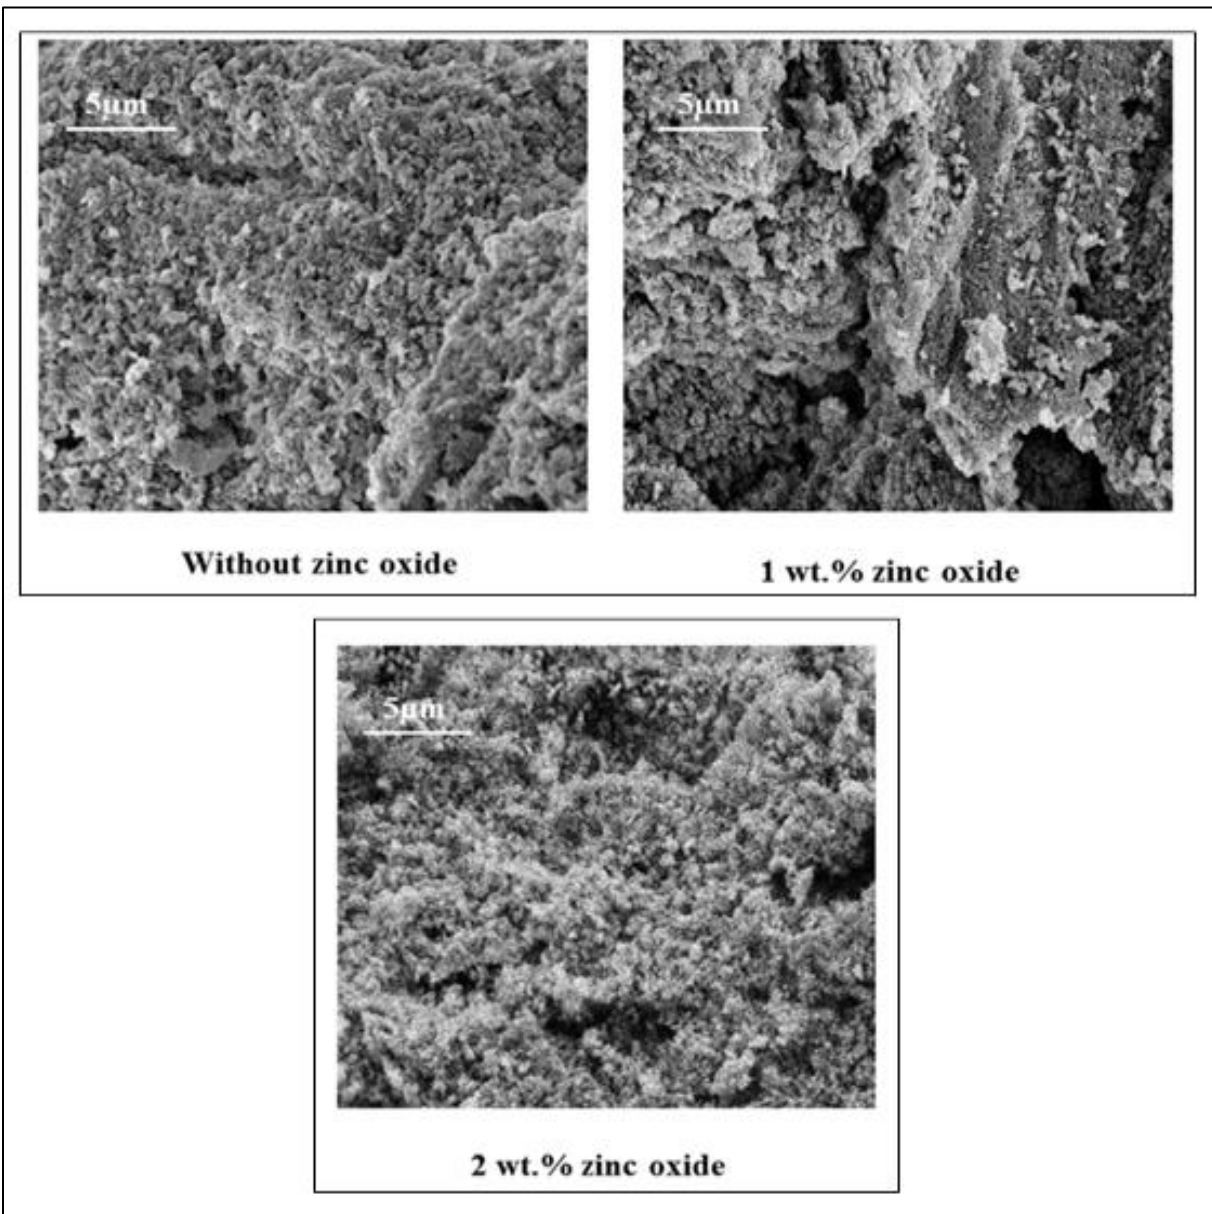 5μm
5μm
Without zinc oxide
1 wt.% zinc oxide
5μm
2 wt.% zinc oxide